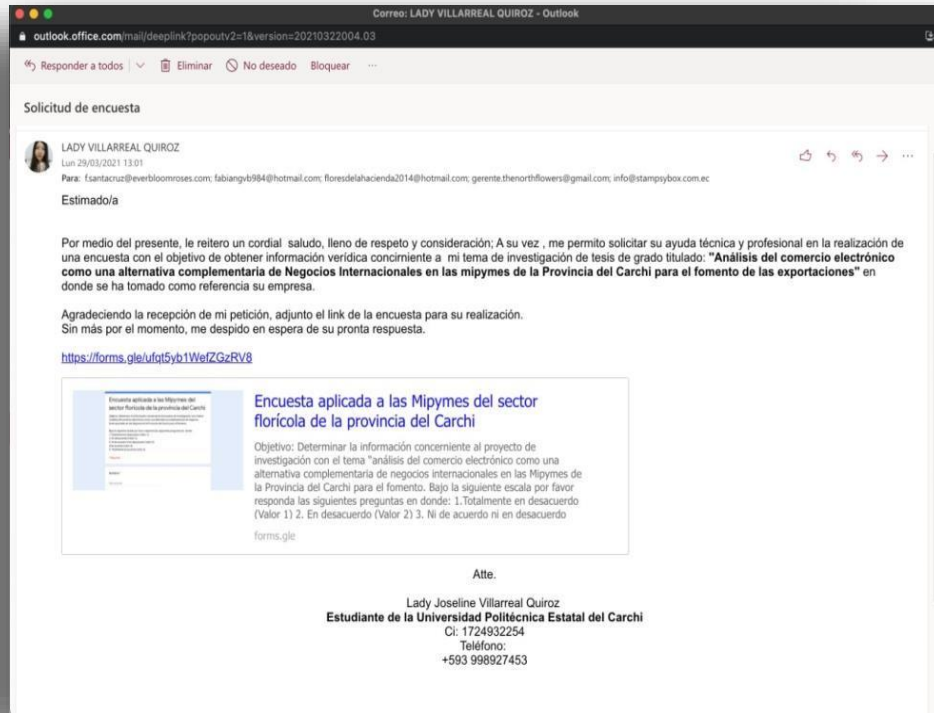 Correo: LADY VILLARREAL QUIROZ - Outlook
outlook.office.com/mail/deeplink?popoutv2=1&version=20210322004.03
Responder a todos Eliminar No deseado Bloquear ...
Solicitud de encuesta
LADY VILLARREAL QUIROZ
Lun 29/03/2021 13:01
Para: f.santacruz@everbloomroses.com; fabiangvb984@hotmail.com; floresdelahacienda2014@hotmail.com; gerente.thenorthflowers@gmail.com; info@stampsybox.com.ec
Estimado/a
Por medio del presente, le reitero un cordial saludo, lleno de respeto y consideración; A su vez , me permito solicitar su ayuda técnica y profesional en la realización de
una encuesta con el objetivo de obtener información verídica concirniente a mi tema de investigación de tesis de grado titulado: "Análisis del comercio electrónico
como una alternativa complementaria de Negocios Internacionales en las mipymes de la Provincia del Carchi para el fomento de las exportaciones" en
donde se ha tomado como referencia su empresa.
Agradeciendo la recepción de mi petición, adjunto el link de la encuesta para su realización.
Sin más por el momento, me despido en espera de su pronta respuesta.
https://forms.gle/ufqt5yb1WefZGzRV8
Encuesta aplicada a las Mipymes del
sector florícola de la provincia del Carchi
Encuesta aplicada a las Mipymes del sector
florícola de la provincia del Carchi
Objetivo: Determinar la información concerniente al proyecto de
investigación con el tema "análisis del comercio electrónico como una
alternativa complementaria de negocios internacionales en las Mipymes de
la Provincia del Carchi para el fomento. Bajo la siguiente escala por favor
responda las siguientes preguntas en donde: 1.Totalmente en desacuerdo
(Valor 1) 2. En desacuerdo (Valor 2) 3. Ni de acuerdo ni en desacuerdo
forms.gle
Atte.
Lady Joseline Villarreal Quiroz
Estudiante de la Universidad Politécnica Estatal del Carchi
Ci: 1724932254
Teléfono:
+593 998927453